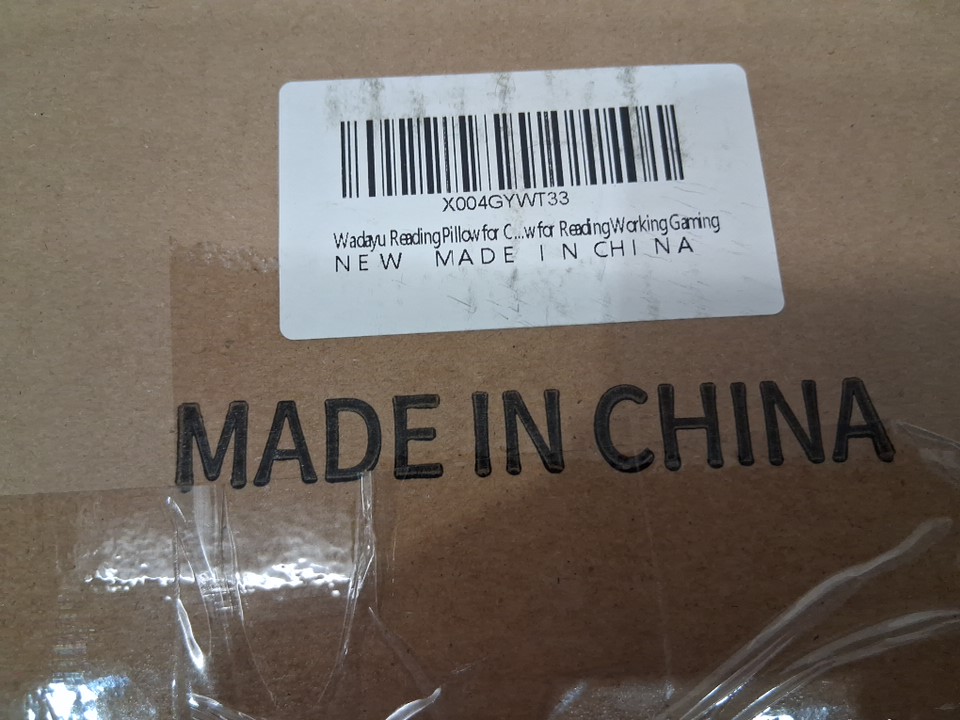 X004GYWT33
Wadayu Reading Pillow for C...w for Reading Working Gaming
NEW MADE IN CHINA
MADE IN CHINA